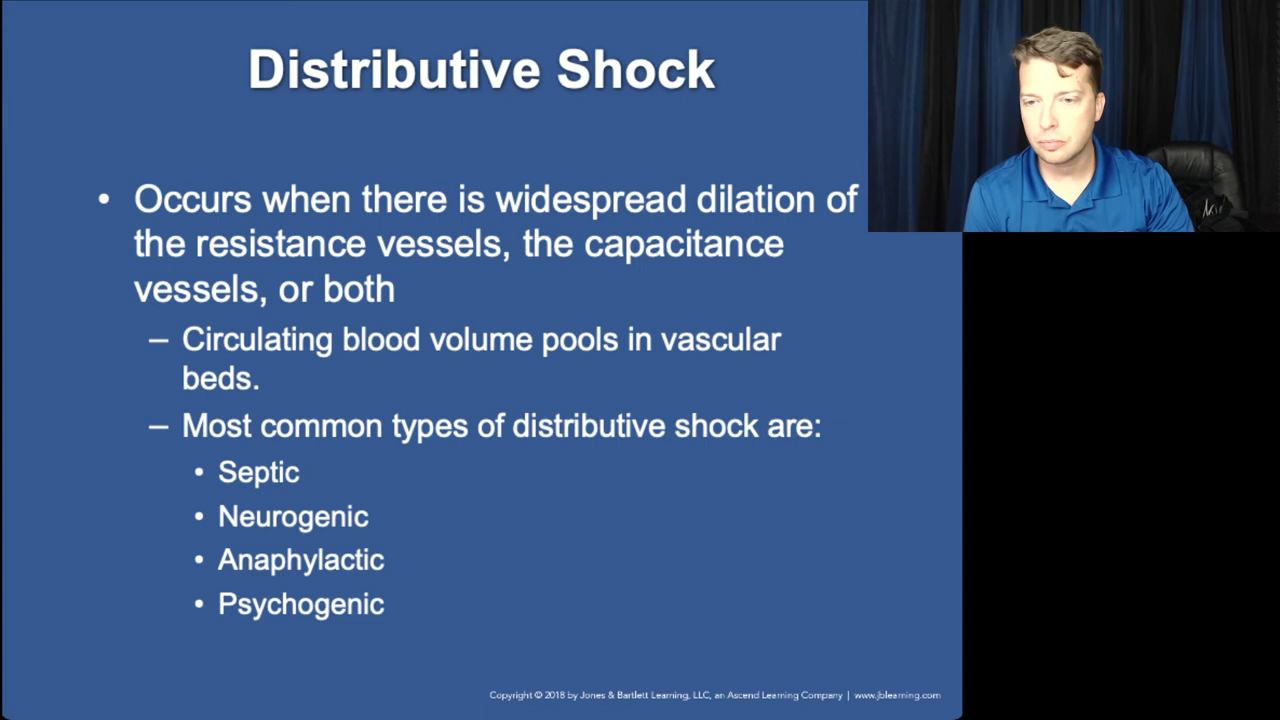 Distributive Shock
• Occurs when there is widespread dilation of
the resistance vessels, the capacitance
vessels, or both
– Circulating blood volume pools in vascular
beds.
– Most common types of distributive shock are:
• Septic
• Neurogenic
• Anaphylactic
• Psychogenic
Copyright © 2018 by Jones & Bartlett Learning, LLC, an Ascend Learning Company | www.jblearning.com